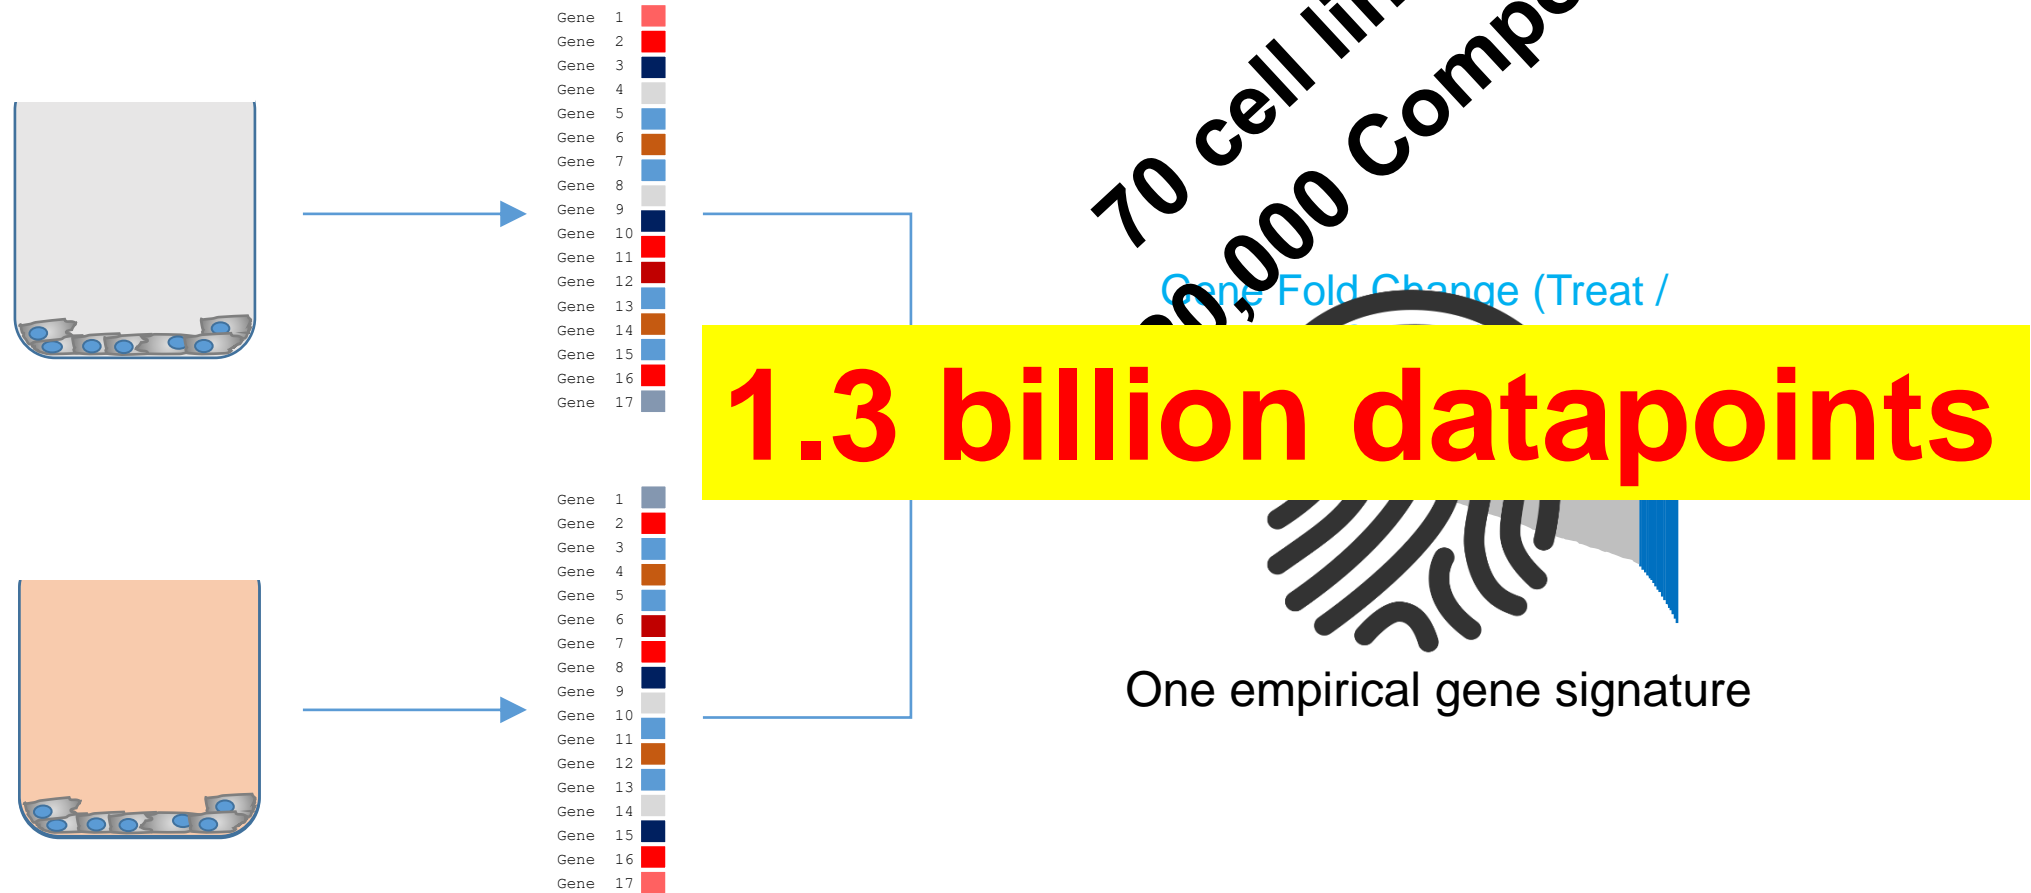 Gene 1
Gene 2
Gene 3
Gene 4
Gene 5
Gene 6
Gene 7
Gene 8
Gene 9
Gene 10
Gene 11
Gene 12
Gene 13
Gene 14
Gene 15
Gene 16
Gene 17
Gene 1
Gene 2
Gene 3
Gene 4
Gene 5
Gene 6
Gene 7
Gene 8
Gene 9
Gene 10
Gene 11
Gene 12
Gene 13
Gene 14
Gene 15
Gene 16
Gene 17
70 cell
Gene Fold Change (Treat /
1.3 billion datapoints
One empirical gene signature